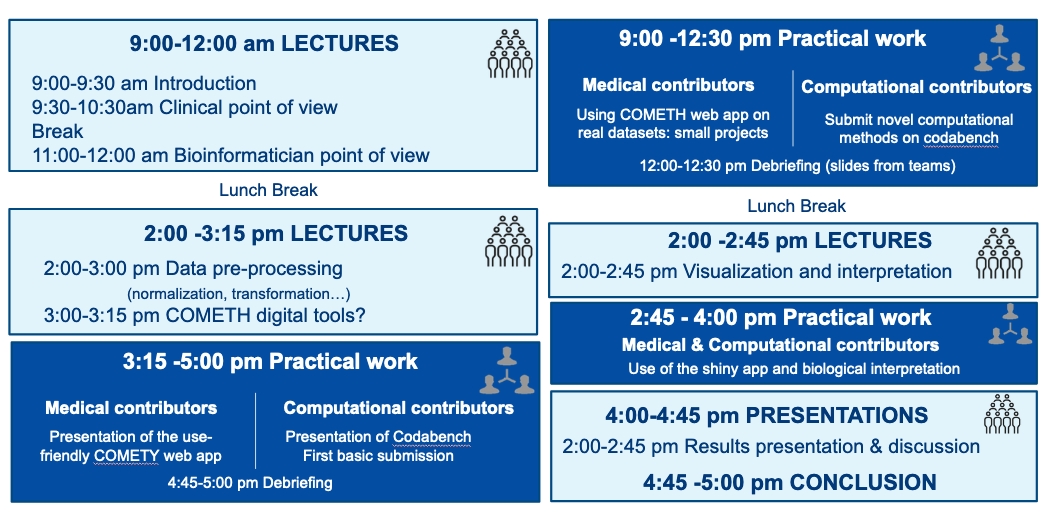 9:00-12:00 am LECTURES
9:00-9:30 am Introduction
9:30-10:30am Clinical point of view
Break
11:00-12:00 am Bioinformatician point of view
Lunch Break
2:00 -3:15 pm LECTURES
2:00-3:00 pm Data pre-processing
(normalization, transformation…)
3:00-3:15 pm COMETH digital tools?
3:15 -5:00 pm Practical work
Medical contributors
Presentation of the use-
friendly COMETY web app
Computational contributors
Presentation of Codabench
First basic submission
4:45-5:00 pm Debriefing
9:00 -12:30 pm Practical work
Medical contributors
Using COMETH web app on
real datasets: small projects
Computational contributors
Submit novel computational
methods on codabench
12:00-12:30 pm Debriefing (slides from teams)
Lunch Break
2:00 -2:45 pm LECTURES
2:00-2:45 pm Visualization and interpretation
2:45 - 4:00 pm Practical work
Medical & Computational contributors
Use of the shiny app and biological interpretation
4:00-4:45 pm PRESENTATIONS
2:00-2:45 pm Results presentation & discussion
4:45 -5:00 pm CONCLUSION